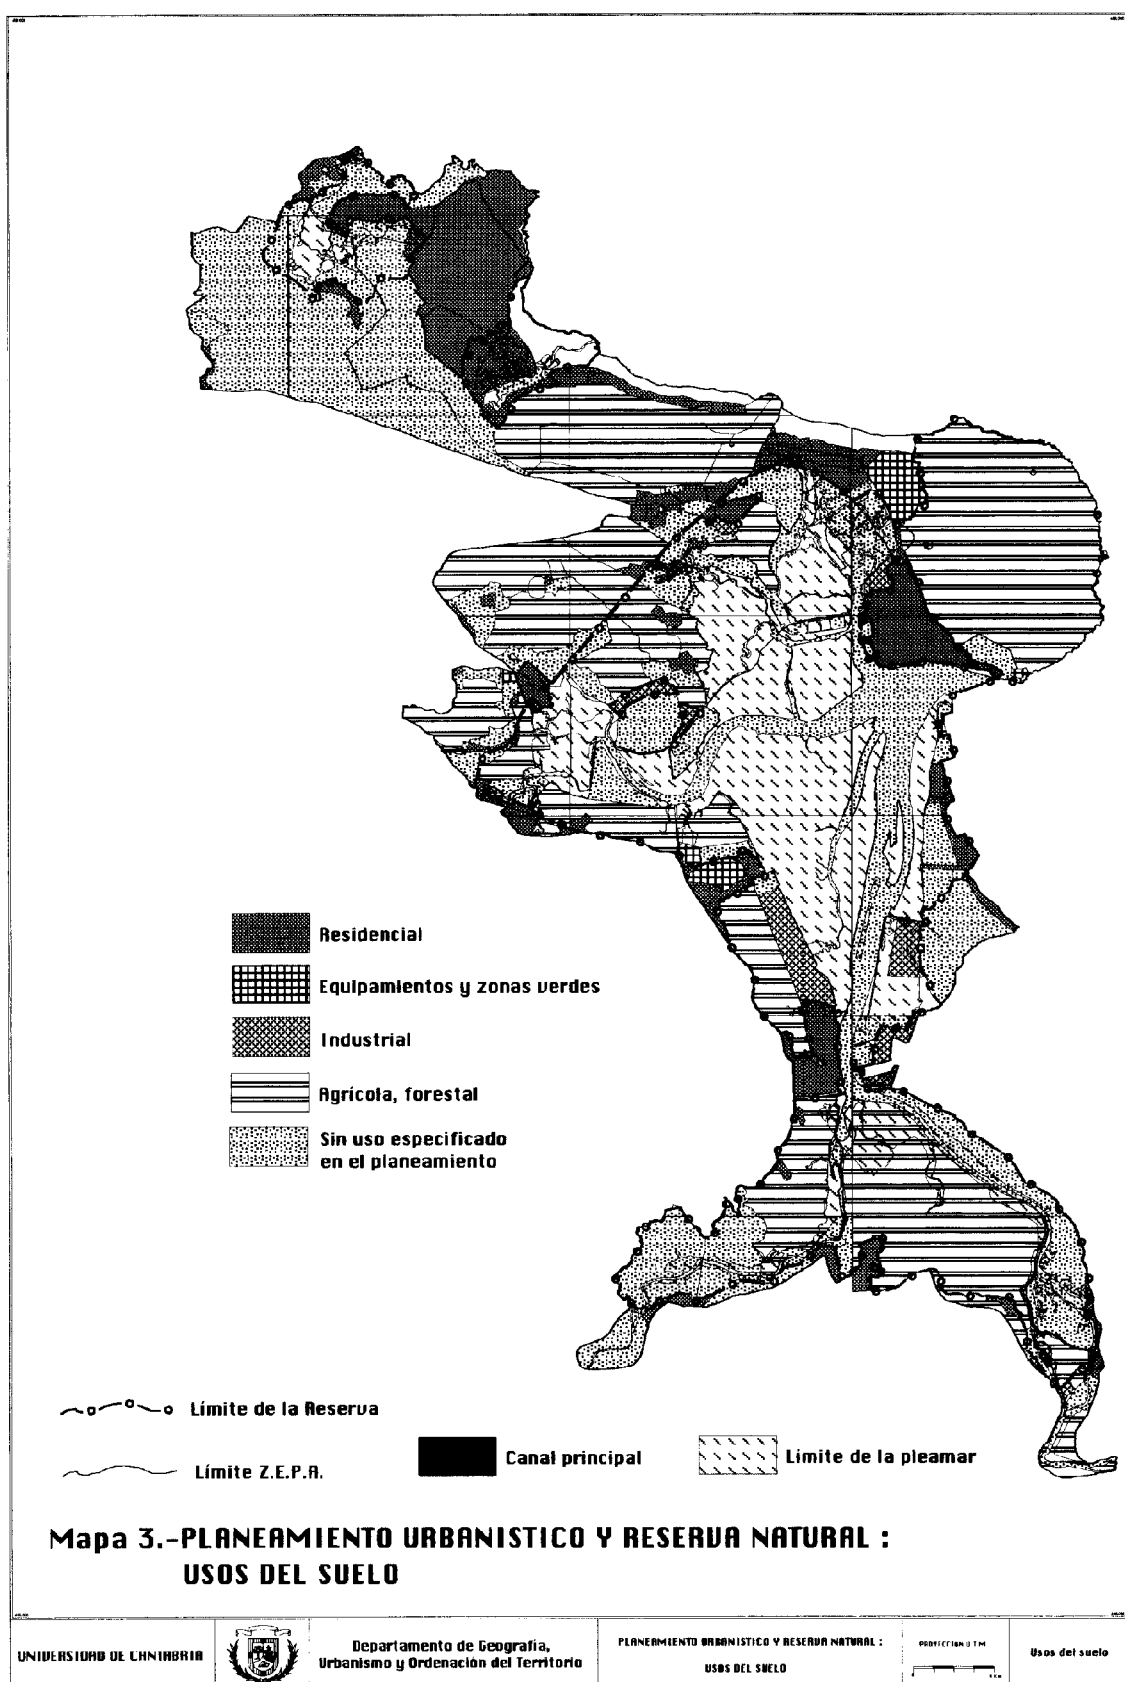 Residencial
Equipamientos y zonas verdes
Industrial
Agrícola, forestal
Sin uso especificado
en el planeamiento
Límite de la Reserva
Límite Z.E.P.A.
Canal principal
Límite de la pleamar
Mapa 3.-PLANEAMIENTO URBANISTICO Y RESERVA NATURAL :
USOS DEL SUELO
UNIVERSIDAD DE CANTABRIA
Departamento de Geografía,
Urbanismo y Ordenación del Territorio
PLANEAMIENTO URBANISTICO Y RESERVA NATURAL :
USOS DEL SUELO
PROYECCION U T M
Usos del suelo